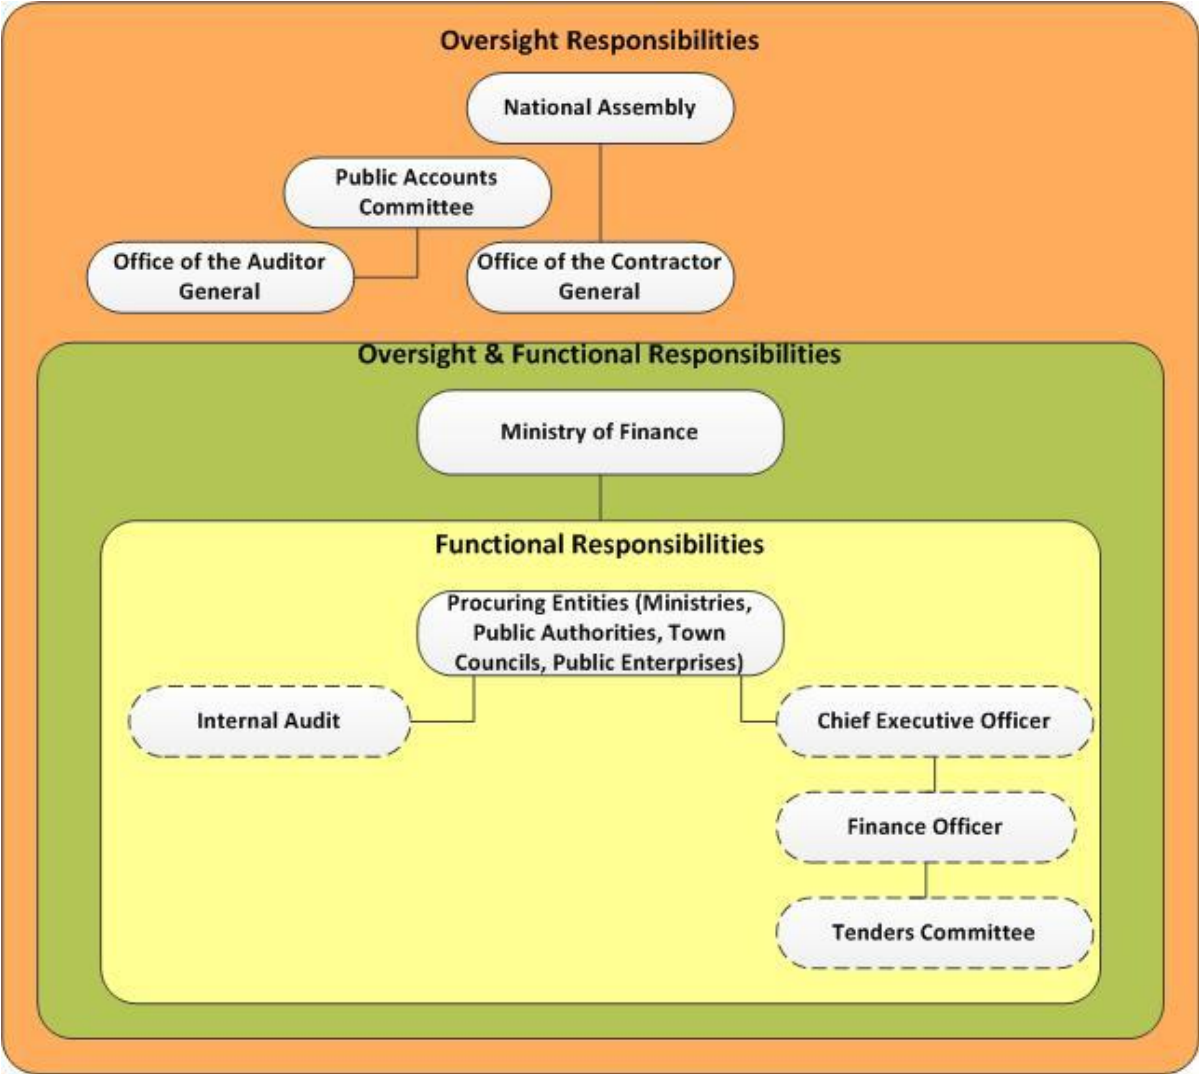 Oversight Responsibilities
National Assembly
Public Accounts
Committee
Office of the Auditor
General
Office of the Contractor
General
Oversight & Functional Responsibilities
Ministry of Finance
Functional Responsibilities
Procuring Entities (Ministries,
Public Authorities, Town
Councils, Public Enterprises)
Internal Audit
Chief Executive Officer
Finance Officer
Tenders Committee